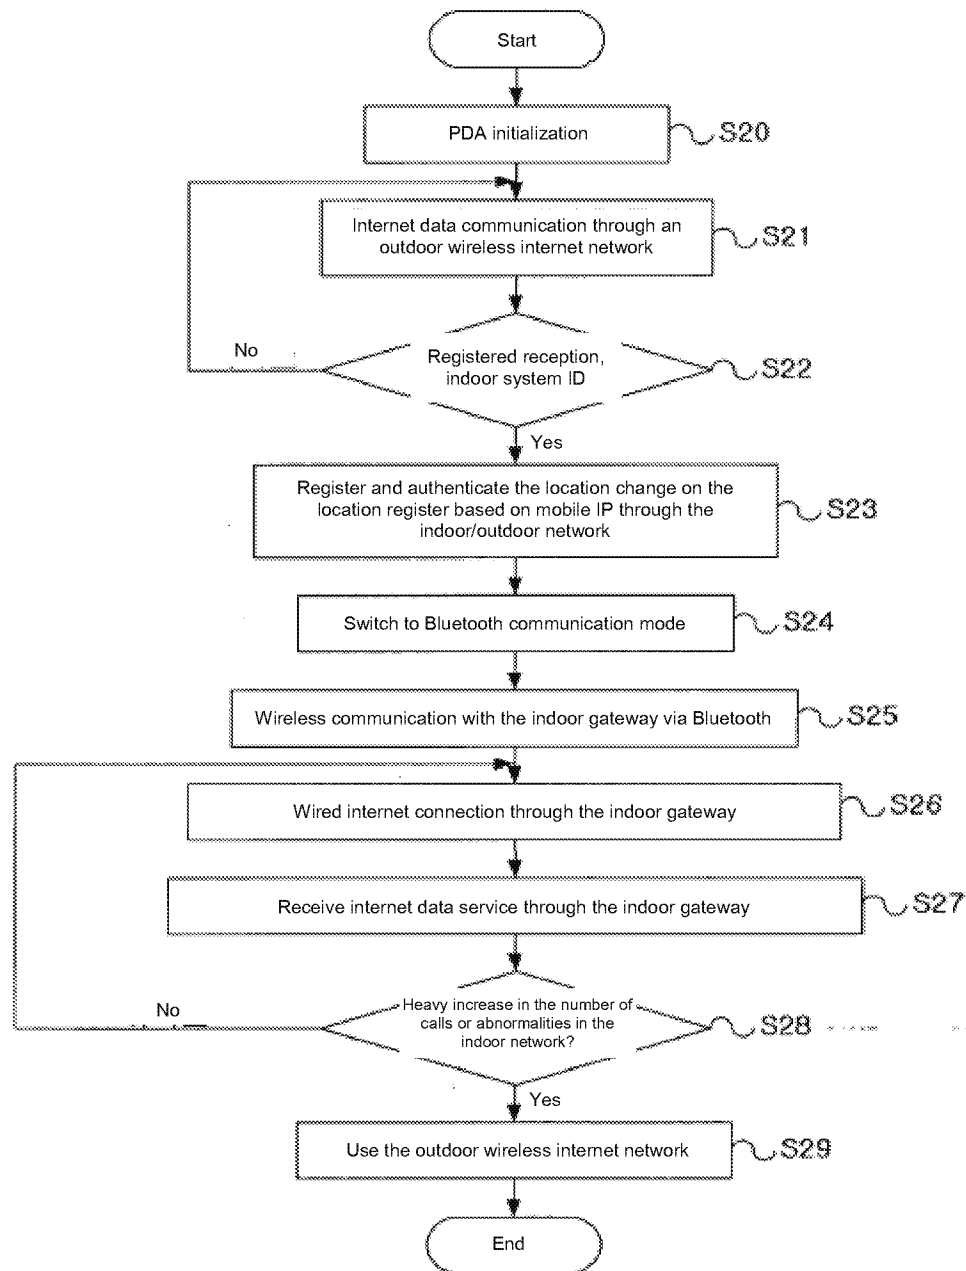 Start
PDA initialization
S20
Internet data communication through an
outdoor wireless internet network
S21
No
Registered reception,
indoor system ID
S22
Yes
Register and authenticate the location change on the
location register based on mobile IP through the
indoor/outdoor network
S23
Switch to Bluetooth communication mode
S24
Wireless communication with the indoor gateway via Bluetooth
S25
Wired internet connection through the indoor gateway
S26
Receive internet data service through the indoor gateway
S27
No
Heavy increase in the number of
calls or abnormalities in the
indoor network?
S28
Yes
Use the outdoor wireless internet network
S29
End